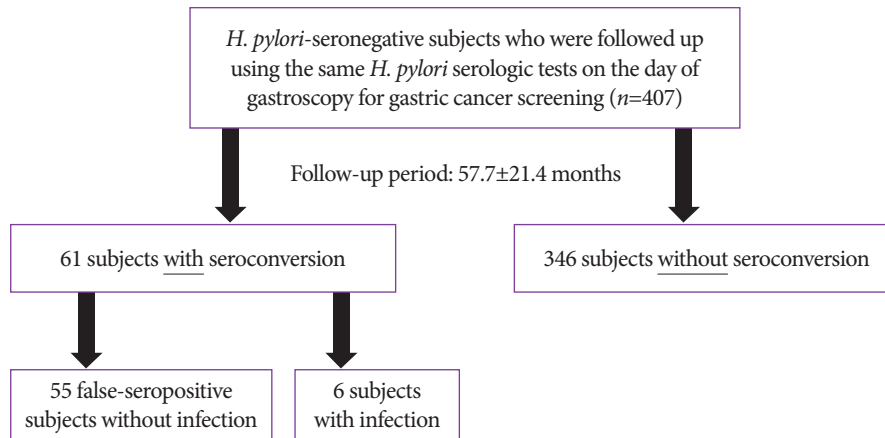 H. pylori-seronegative subjects who were followed up
using the same H. pylori serologic tests on the day of
gastroscopy for gastric cancer screening (n=407)
Follow-up period: 57.7±21.4 months
61 subjects with seroconversion
346 subjects without seroconversion
55 false-seropositive
subjects without infection
6 subjects
with infection